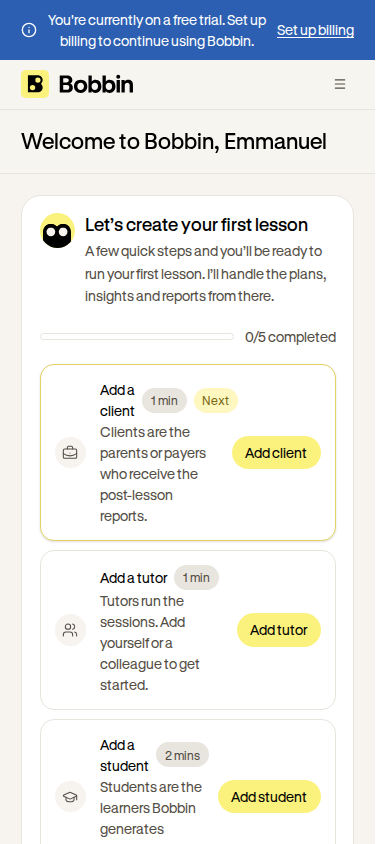 You're currently on a free trial. Set up
billing to continue using Bobbin.
Set up billing
Bobbin
Welcome to Bobbin, Emmanuel
Let's create your first lesson
A few quick steps and you'll be ready to
run your first lesson. I'll handle the plans,
insights and reports from there.
0/5 completed
Add a
client
1 min
Next
Clients are the
parents or payers
who receive the
post-lesson
reports.
Add client
Add a tutor
1 min
Tutors run the
sessions. Add
yourself or a
colleague to get
started.
Add tutor
Add a
student
2 mins
Students are the
learners Bobbin
generates
Add student